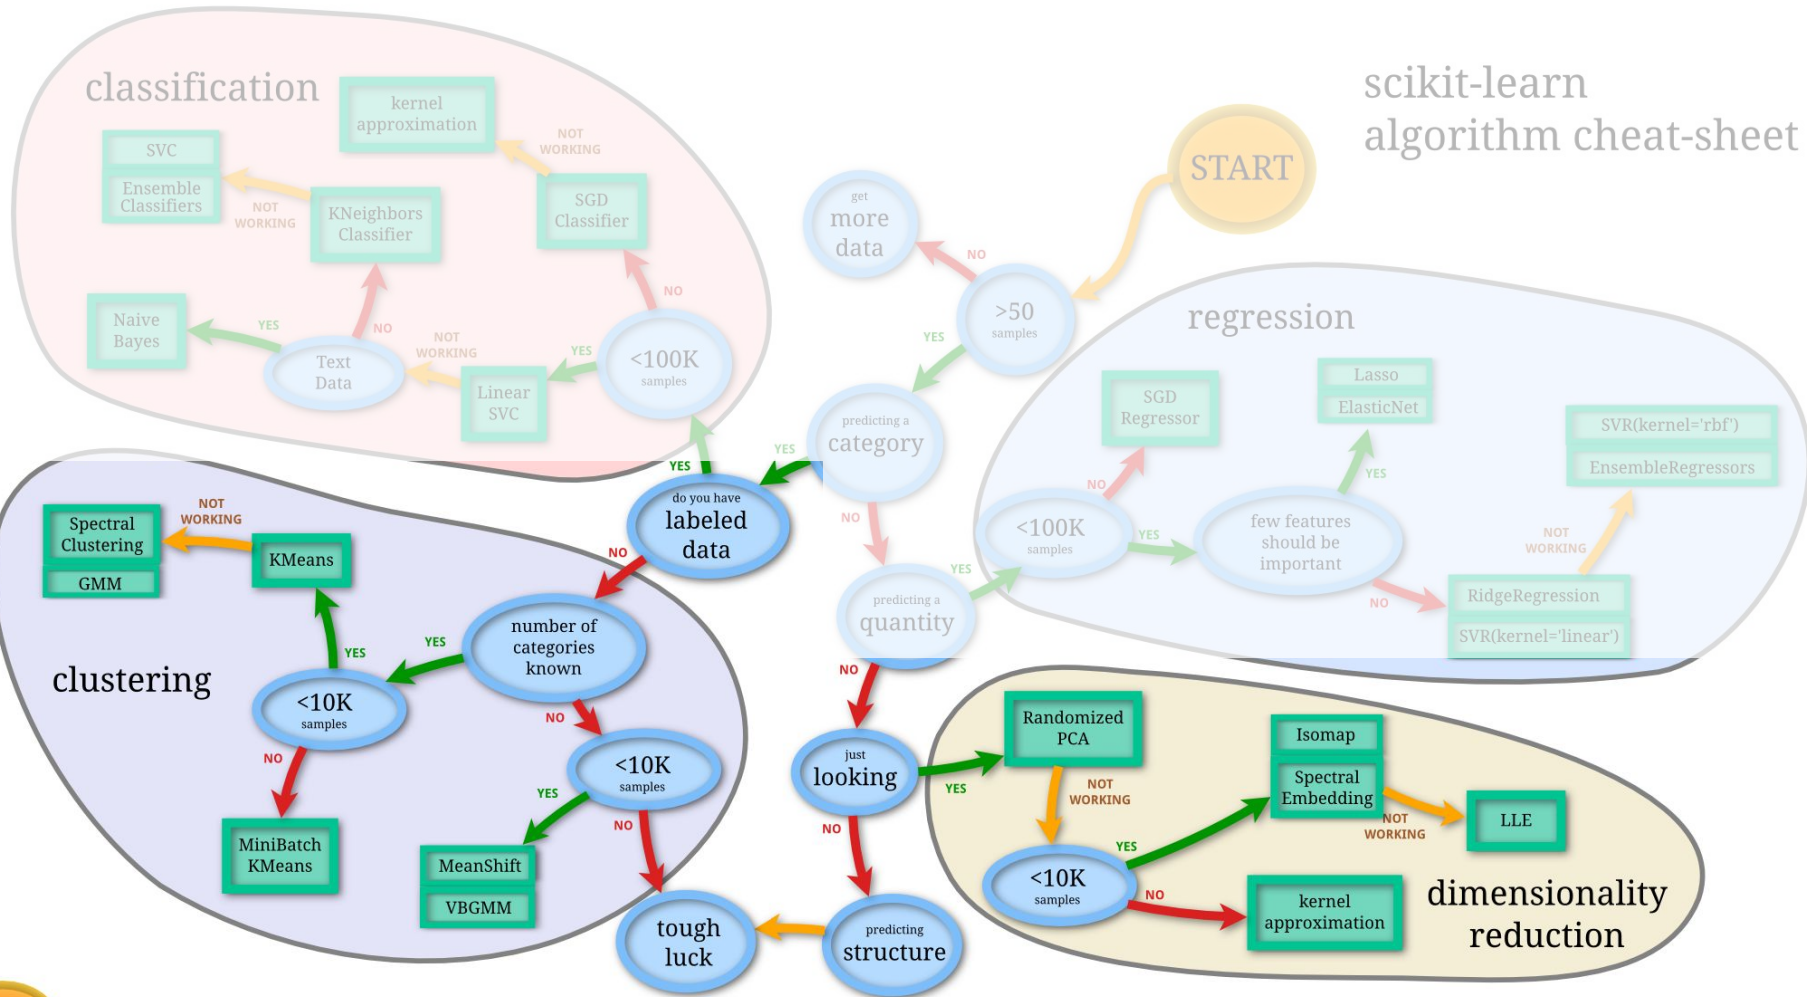 scikit-learn
algorithm cheat-sheet
classification
kernel
approximation
NOT
WORKING
SVC
Ensemble
Classifiers
NOT
WORKING
KNeighbors
Classifier
SGD
Classifier
NO
Naive
Bayes
YES
NO
Text
Data
NOT
WORKING
Linear
SVC
YES
<100K
samples
START
get
more
data
NO
>50
samples
YES
predicting a
category
YES
NO
YES
do you have
labeled
data
NO
predicting a
quantity
YES
NO
regression
SGD
Regressor
NO
<100K
samples
YES
Lasso
ElasticNet
YES
few features
should be
important
NO
SVR(kernel='rbf')
EnsembleRegressors
NOT
WORKING
RidgeRegression
SVR(kernel='linear')
clustering
Spectral
Clustering
GMM
NOT
WORKING
KMeans
YES
number of
categories
known
YES
NO
<10K
samples
NO
MiniBatch
KMeans
<10K
samples
YES
NO
MeanShift
VBGMM
tough
luck
just
looking
YES
NO
predicting
structure
Randomized
PCA
NOT
WORKING
<10K
samples
YES
NO
Isomap
Spectral
Embedding
NOT
WORKING
LLE
kernel
approximation
dimensionality
reduction